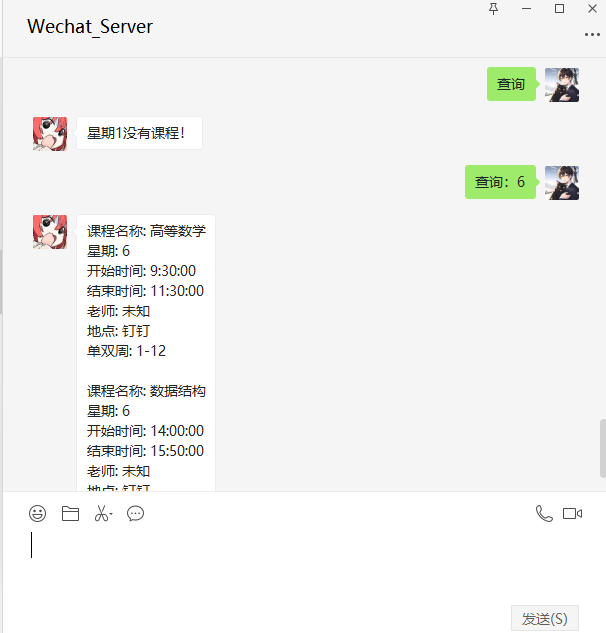 Wechat_Server
查询
星期1没有课程！
查询：6
课程名称: 高等数学
星期: 6
开始时间: 9:30:00
结束时间: 11:30:00
老师: 未知
地点: 钉钉
单双周: 1-12
课程名称: 数据结构
星期: 6
开始时间: 14:00:00
结束时间: 15:50:00
老师: 未知
地点: 钉钉
发送(S)